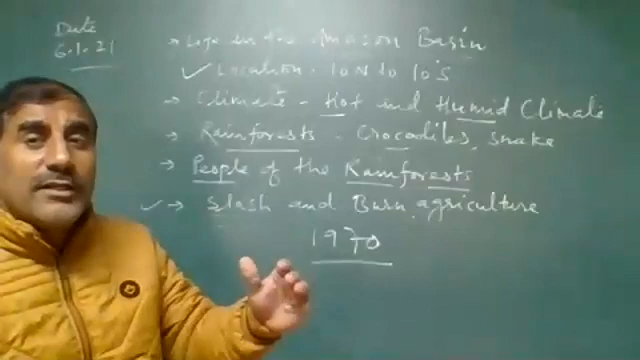 Date
6.1.21
→ Life in the Amazon Basin
✓ Location - 10 N to 10°S
→ Climate - Hot and Humid Climate
→ Rainforests - Crocodiles, snake
→ People of the Rainforests
✓ → Slash and Burn agriculture
1970